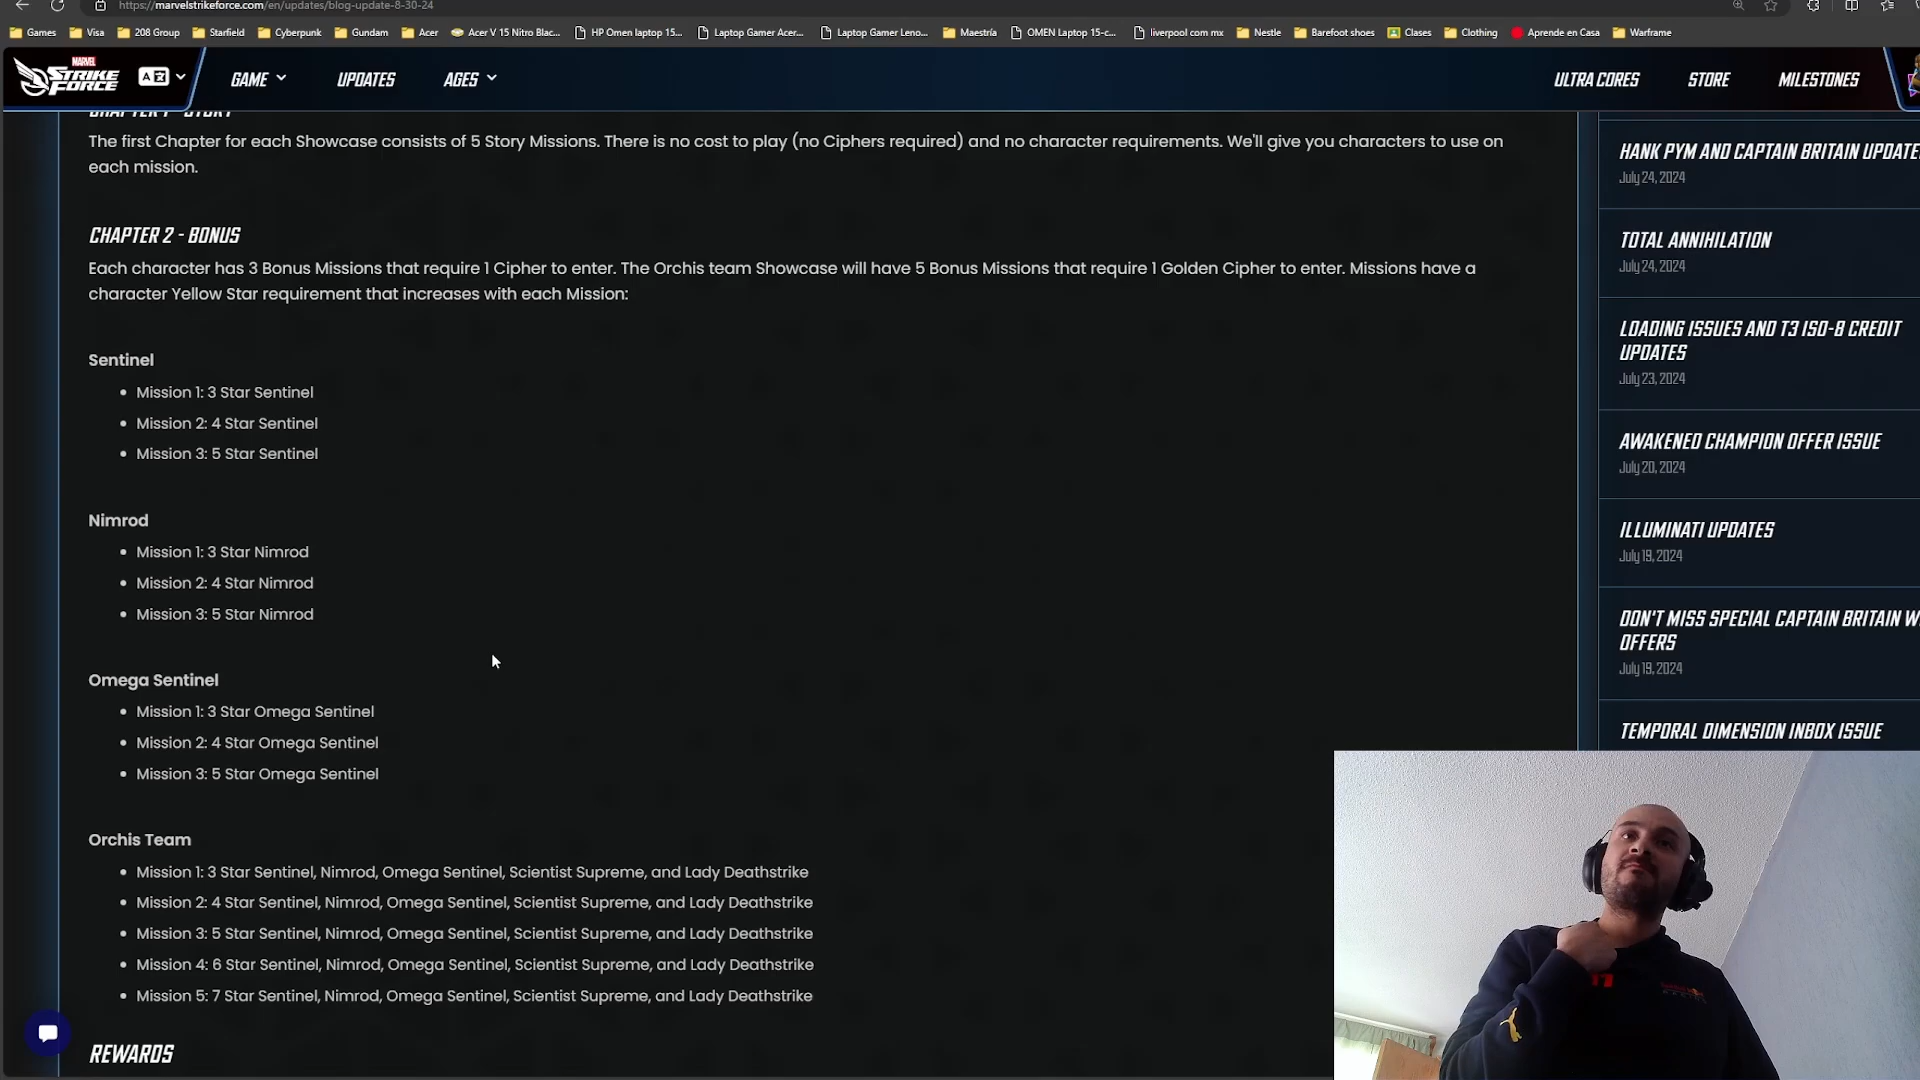 https://marvelstrikeforce.com/en/updates/blog-update-8-30-24
Games Visa 208 Group Starfield Cyberpunk Gundam Acer Acer V 15 Nitro Blac... HP Omen laptop 15... Laptop Gamer Acer... Laptop Gamer Leno... Maestría OMEN Laptop 15-c... liverpool com mx Nestle Barefoot shoes Clases Clothing Aprende en Casa Warframe
MARVEL
STRIKE
FORCE
GAME UPDATES AGES ULTRA CORES STORE MILESTONES
CHAPTER 1 - STORY
The first Chapter for each Showcase consists of 5 Story Missions. There is no cost to play (no Ciphers required) and no character requirements. We'll give you characters to use on
each mission.
CHAPTER 2 - BONUS
Each character has 3 Bonus Missions that require 1 Cipher to enter. The Orchis team Showcase will have 5 Bonus Missions that require 1 Golden Cipher to enter. Missions have a
character Yellow Star requirement that increases with each Mission:
Sentinel
• Mission 1: 3 Star Sentinel
• Mission 2: 4 Star Sentinel
• Mission 3: 5 Star Sentinel
Nimrod
• Mission 1: 3 Star Nimrod
• Mission 2: 4 Star Nimrod
• Mission 3: 5 Star Nimrod
Omega Sentinel
• Mission 1: 3 Star Omega Sentinel
• Mission 2: 4 Star Omega Sentinel
• Mission 3: 5 Star Omega Sentinel
Orchis Team
• Mission 1: 3 Star Sentinel, Nimrod, Omega Sentinel, Scientist Supreme, and Lady Deathstrike
• Mission 2: 4 Star Sentinel, Nimrod, Omega Sentinel, Scientist Supreme, and Lady Deathstrike
• Mission 3: 5 Star Sentinel, Nimrod, Omega Sentinel, Scientist Supreme, and Lady Deathstrike
• Mission 4: 6 Star Sentinel, Nimrod, Omega Sentinel, Scientist Supreme, and Lady Deathstrike
• Mission 5: 7 Star Sentinel, Nimrod, Omega Sentinel, Scientist Supreme, and Lady Deathstrike
REWARDS
HANK PYM AND CAPTAIN BRITAIN UPDATE
July 24, 2024
TOTAL ANNIHILATION
July 24, 2024
LOADING ISSUES AND T3 ISO-8 CREDIT
UPDATES
July 23, 2024
AWAKENED CHAMPION OFFER ISSUE
July 20, 2024
ILLUMINATI UPDATES
July 19, 2024
DON'T MISS SPECIAL CAPTAIN BRITAIN W
OFFERS
July 19, 2024
TEMPORAL DIMENSION INBOX ISSUE